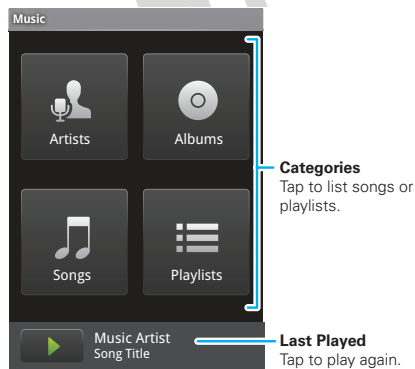 Music
Artists
Albums
Songs
Playlists
Music Artist
Song Title
Categories
Tap to list songs or
playlists.
Last Played
Tap to play again.